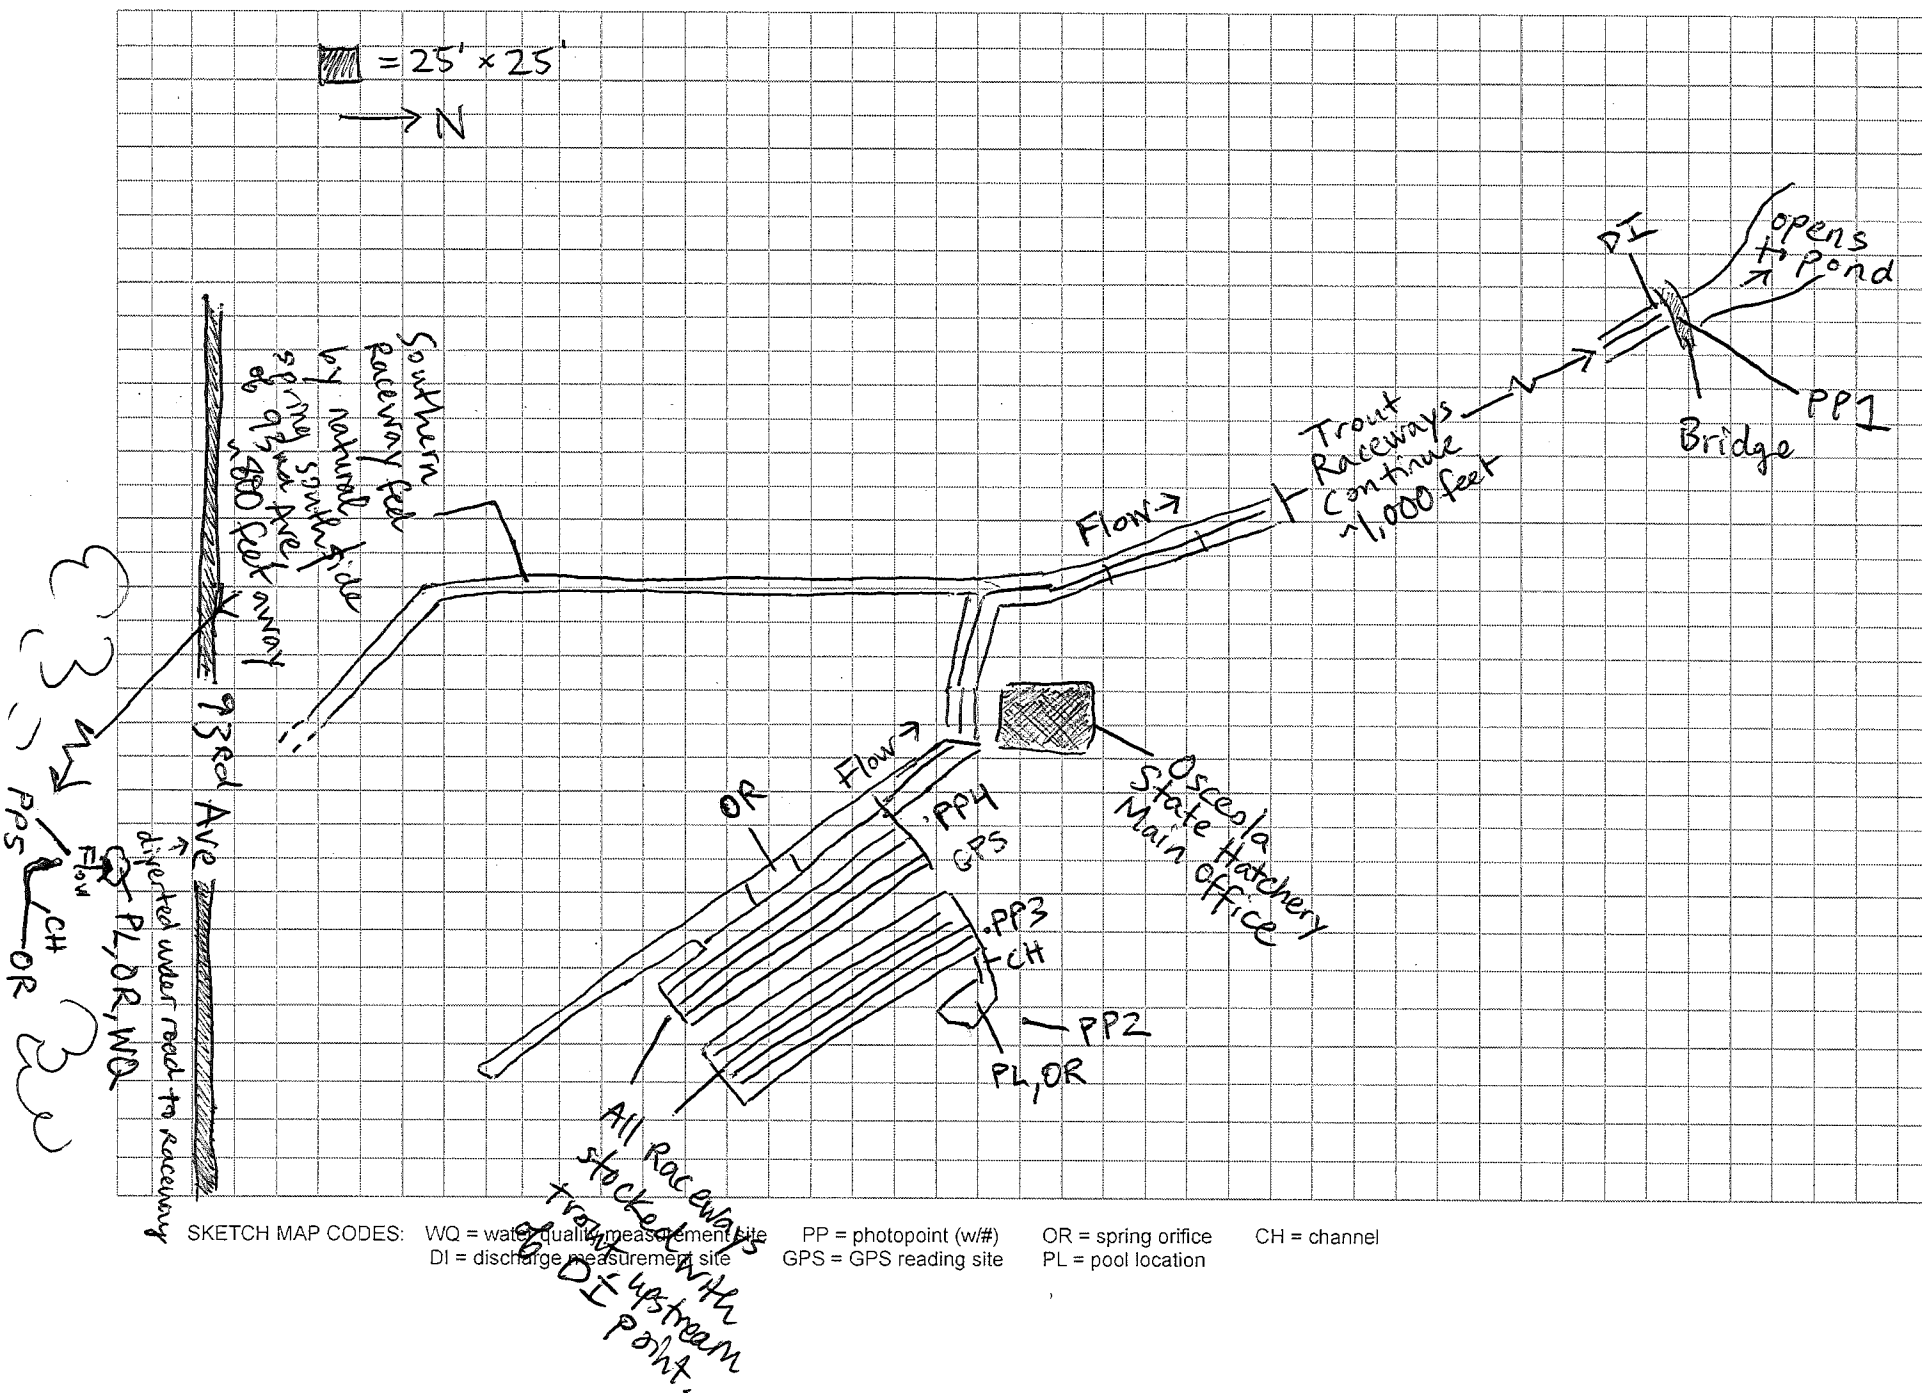 = 25' x 25'
→ N
DI
opens
to pond
PP1
Bridge
Trout
Raceways
Continue
~1,000 feet
Flow →
Southern
Raceway fed
by natural
spring south side
of 93rd Ave,
feet away
93rd Ave
diverted under road to raceway
PP5
Flow
CH
OR
PL, OR, WQ
Flow →
OR
.PP4
GPS
.PP3
CH
PP2
PL, OR
Osceola
State Hatchery
Main Office
All Raceways
stocked with
trout upstream
of DI point.
SKETCH MAP CODES: WQ = water quality measurement site PP = photopoint (w/#) OR = spring orifice CH = channel
DI = discharge measurement site GPS = GPS reading site PL = pool location